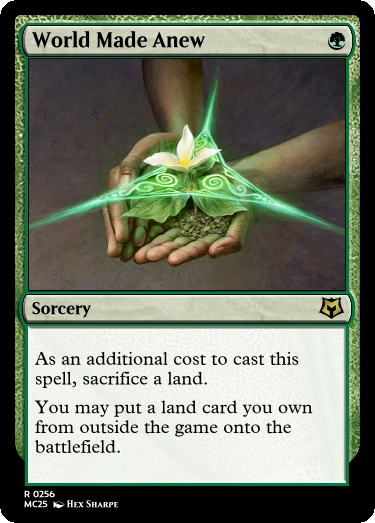 World Made Anew
Sorcery
As an additional cost to cast this
spell, sacrifice a land.
You may put a land card you own
from outside the game onto the
battlefield.
R 0256
MC25 Hex Sharpe